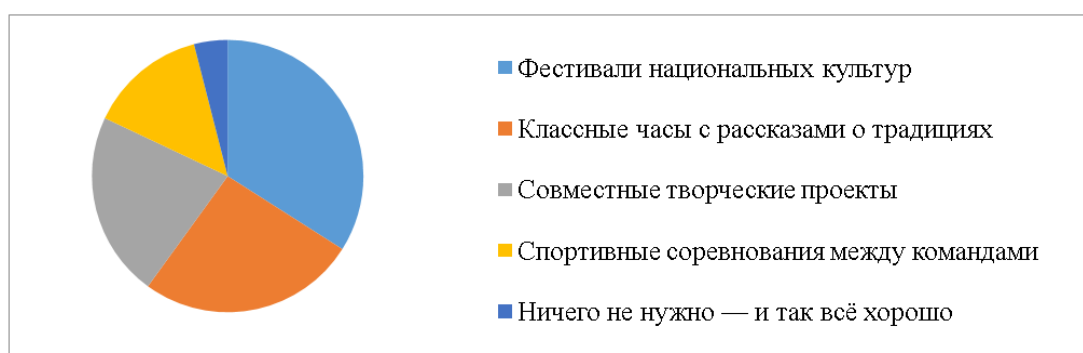 Фестивали национальных культур
Классные часы с рассказами о традициях
Совместные творческие проекты
Спортивные соревнования между командами
Ничего не нужно — и так всё хорошо